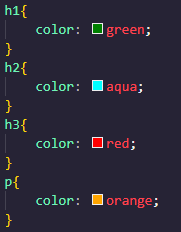 h1{
    color: green;
}
h2{
    color: aqua;
}
h3{
    color: red;
}
p{
    color: orange;
}